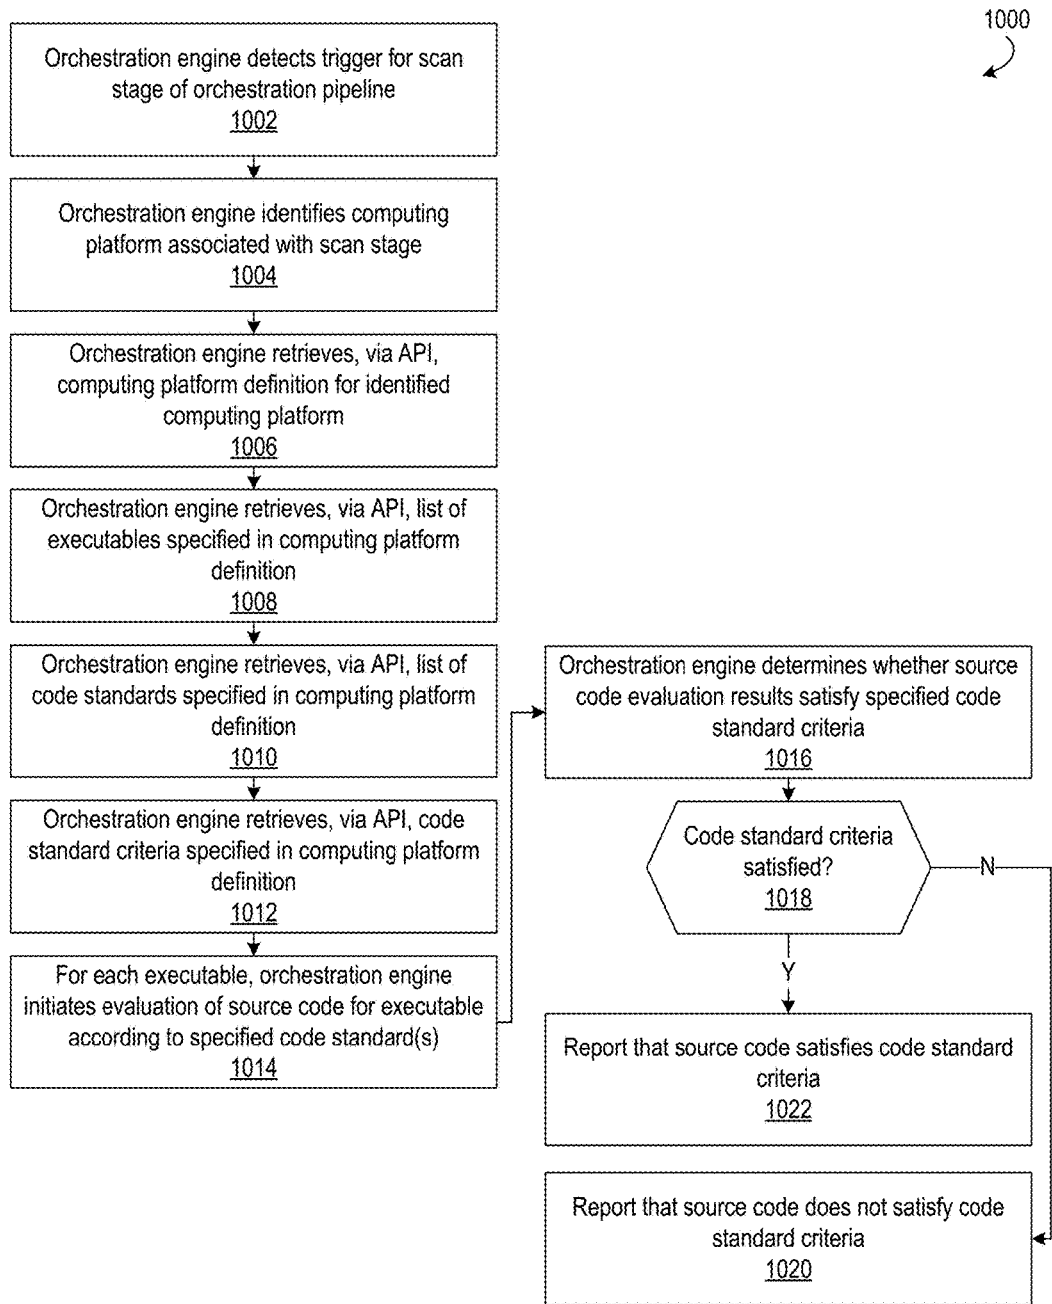 1000
Orchestration engine detects trigger for scan
stage of orchestration pipeline
1002
Orchestration engine identifies computing
platform associated with scan stage
1004
Orchestration engine retrieves, via API,
computing platform definition for identified
computing platform
1006
Orchestration engine retrieves, via API, list of
executables specified in computing platform
definition
1008
Orchestration engine retrieves, via API, list of
code standards specified in computing platform
definition
1010
Orchestration engine retrieves, via API, code
standard criteria specified in computing platform
definition
1012
For each executable, orchestration engine
initiates evaluation of source code for executable
according to specified code standard(s)
1014
Orchestration engine determines whether source
code evaluation results satisfy specified code
standard criteria
1016
Code standard criteria
satisfied?
1018
N
Y
Report that source code satisfies code standard
criteria
1022
Report that source code does not satisfy code
standard criteria
1020